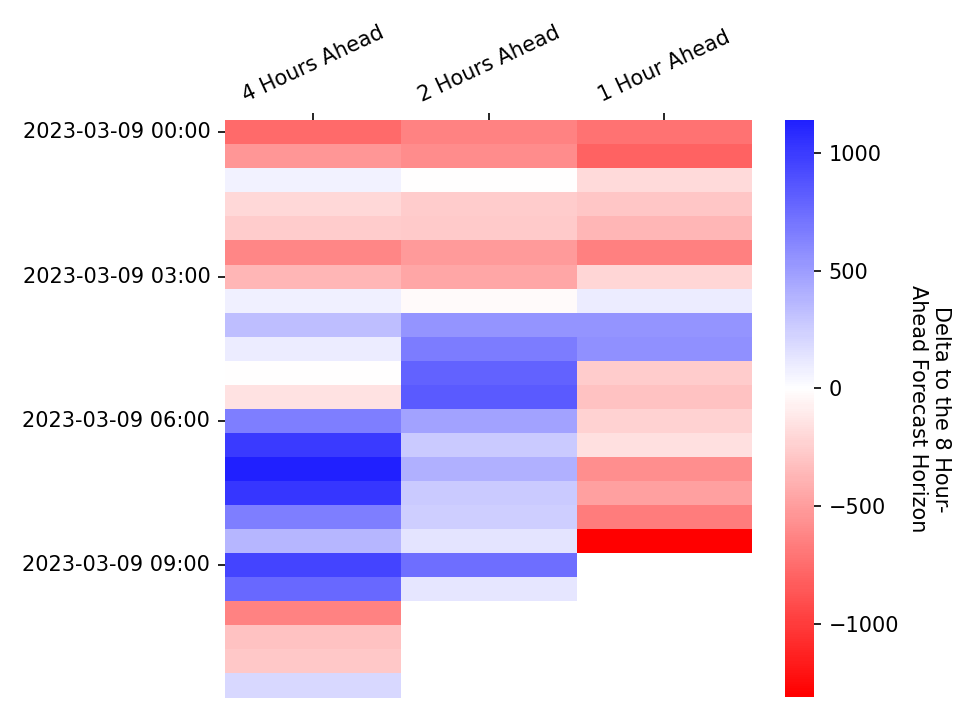 4 Hours Ahead
2 Hours Ahead
1 Hour Ahead
2023-03-09 00:00
2023-03-09 03:00
2023-03-09 06:00
2023-03-09 09:00
1000
500
0
−500
−1000
Delta to the 8 Hour-
Ahead Forecast Horizon